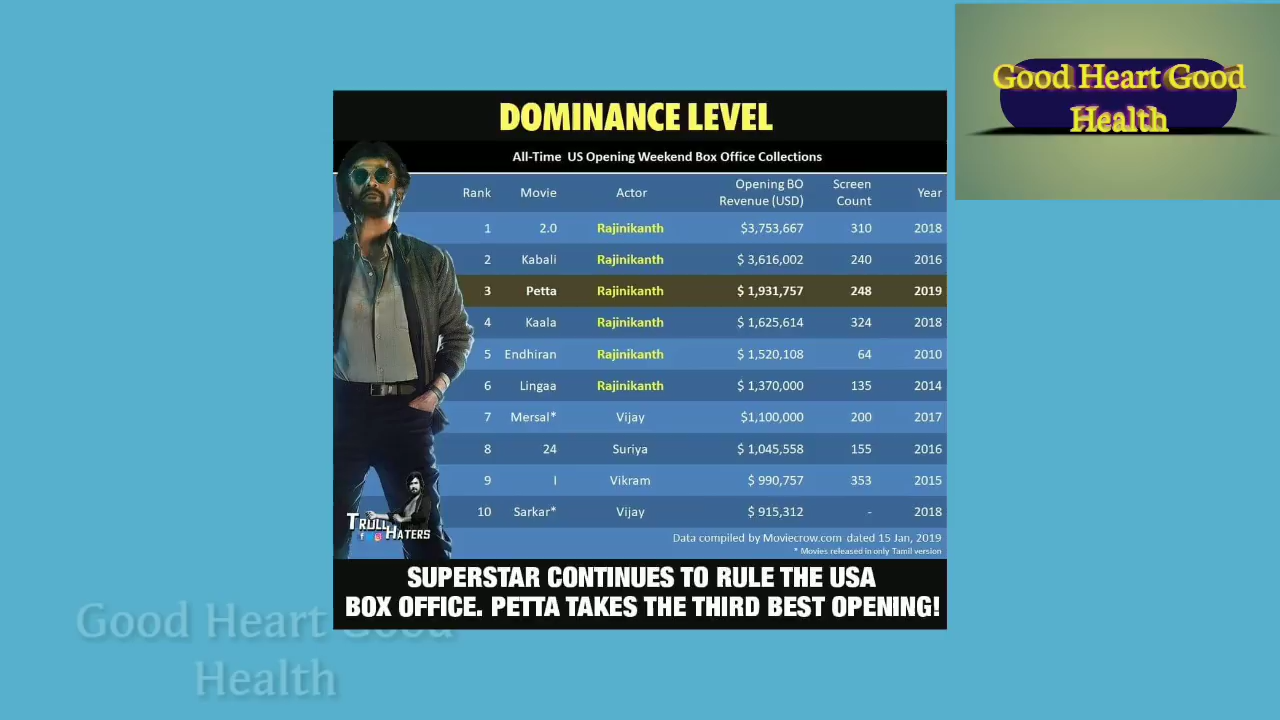 Good Heart Good
Health
DOMINANCE LEVEL
All-Time US Opening Weekend Box Office Collections
Rank Movie Actor Opening BO Revenue (USD) Screen Count Year
1 2.0 Rajinikanth $3,753,667 310 2018
2 Kabali Rajinikanth $ 3,616,002 240 2016
3 Petta Rajinikanth $ 1,931,757 248 2019
4 Kaala Rajinikanth $ 1,625,614 324 2018
5 Endhiran Rajinikanth $ 1,520,108 64 2010
6 Lingaa Rajinikanth $ 1,370,000 135 2014
7 Mersal* Vijay $1,100,000 200 2017
8 24 Suriya $ 1,045,558 155 2016
9 I Vikram $ 990,757 353 2015
10 Sarkar* Vijay $ 915,312 - 2018
TROLL HATERS
Data compiled by Moviecrow.com dated 15 Jan, 2019
* Movies released in only Tamil version
SUPERSTAR CONTINUES TO RULE THE USA
BOX OFFICE. PETTA TAKES THE THIRD BEST OPENING!
Good Heart Good
Health